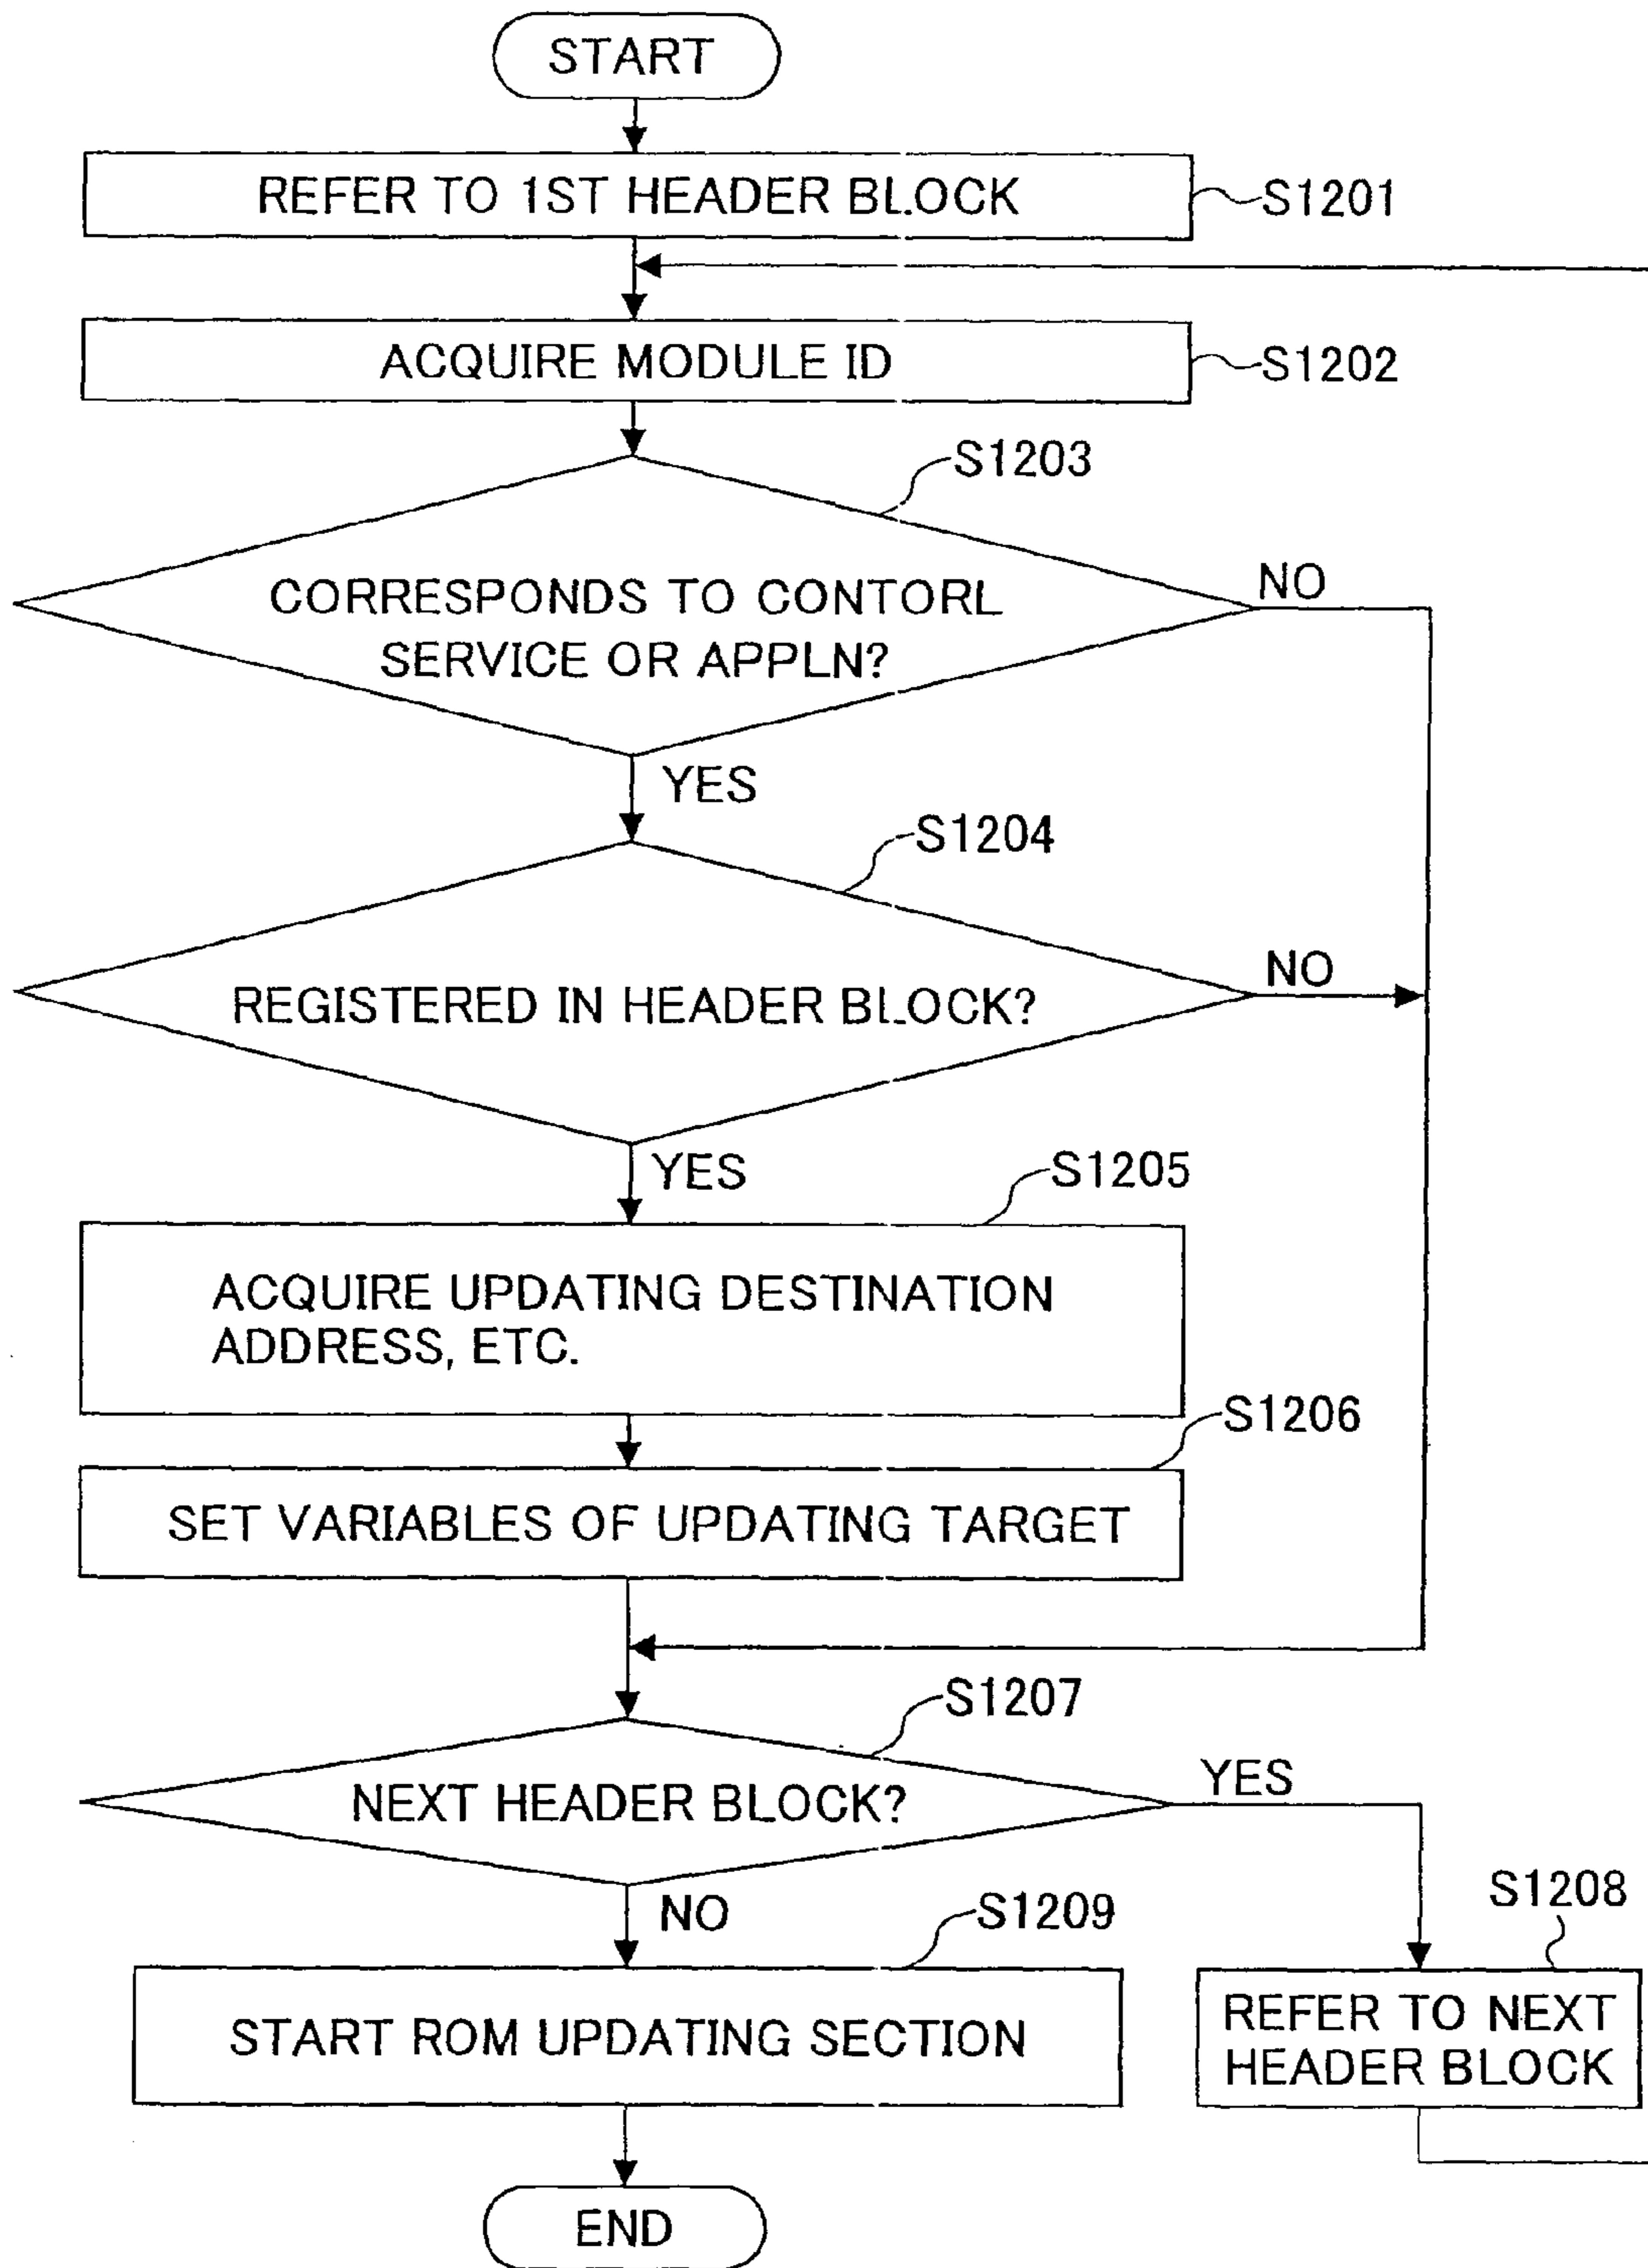 START
REFER TO 1ST HEADER BLOCK
S1201
ACQUIRE MODULE ID
S1202
S1203
CORRESPONDS TO CONTORL
SERVICE OR APPLN?
NO
YES
S1204
REGISTERED IN HEADER BLOCK?
NO
YES
S1205
ACQUIRE UPDATING DESTINATION
ADDRESS, ETC.
S1206
SET VARIABLES OF UPDATING TARGET
S1207
NEXT HEADER BLOCK?
YES
NO
S1209
S1208
START ROM UPDATING SECTION
REFER TO NEXT
HEADER BLOCK
END